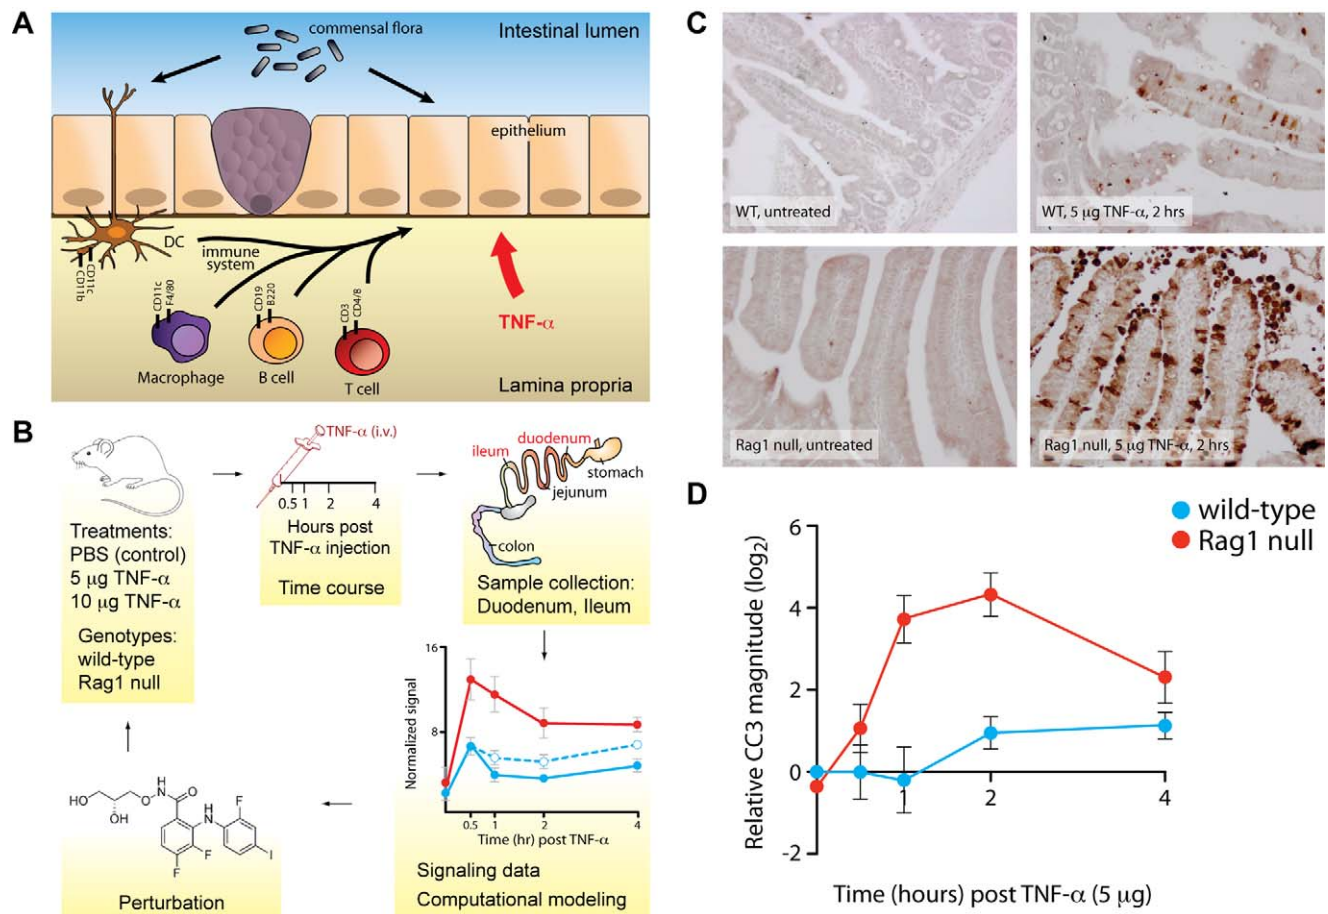 A
commensal flora
Intestinal lumen
epithelium
DC
immune
system
CD11b
CD11c
CD11c
F4/80
CD19
B220
CD3
CD4/8
TNF-α
Macrophage
B cell
T cell
Lamina propria
B
Treatments:
PBS (control)
5 μg TNF-α
10 μg TNF-α
Genotypes:
wild-type
Rag1 null
TNF-α (i.v.)
0.5 1 2 4
Hours post
TNF-α injection
Time course
duodenum
ileum
stomach
jejunum
colon
Sample collection:
Duodenum, Ileum
16
8
Normalized signal
0.5 1 2 4
Time (hr) post TNF-α
Signaling data
Computational modeling
HO
OH
O
H
N
O
H
N
F
F
F
I
Perturbation
C
WT, untreated
WT, 5 μg TNF-α, 2 hrs
Rag1 null, untreated
Rag1 null, 5 μg TNF-α, 2 hrs
D
wild-type
Rag1 null
Relative CC3 magnitude (log2)
6
4
2
0
-2
1 2 4
Time (hours) post TNF-α (5 μg)